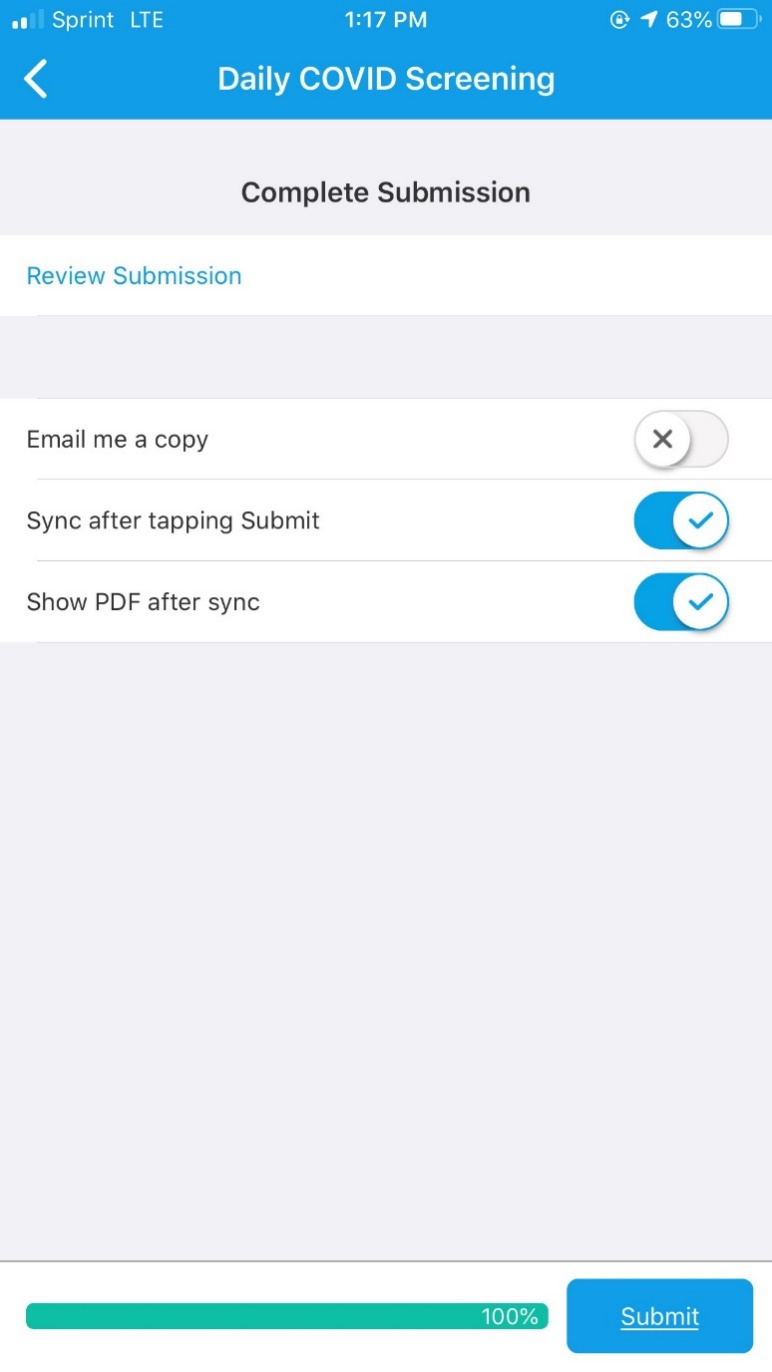 Sprint LTE 1:17 PM 63%
Daily COVID Screening
Complete Submission
Review Submission
Email me a copy
Sync after tapping Submit
Show PDF after sync
100% Submit